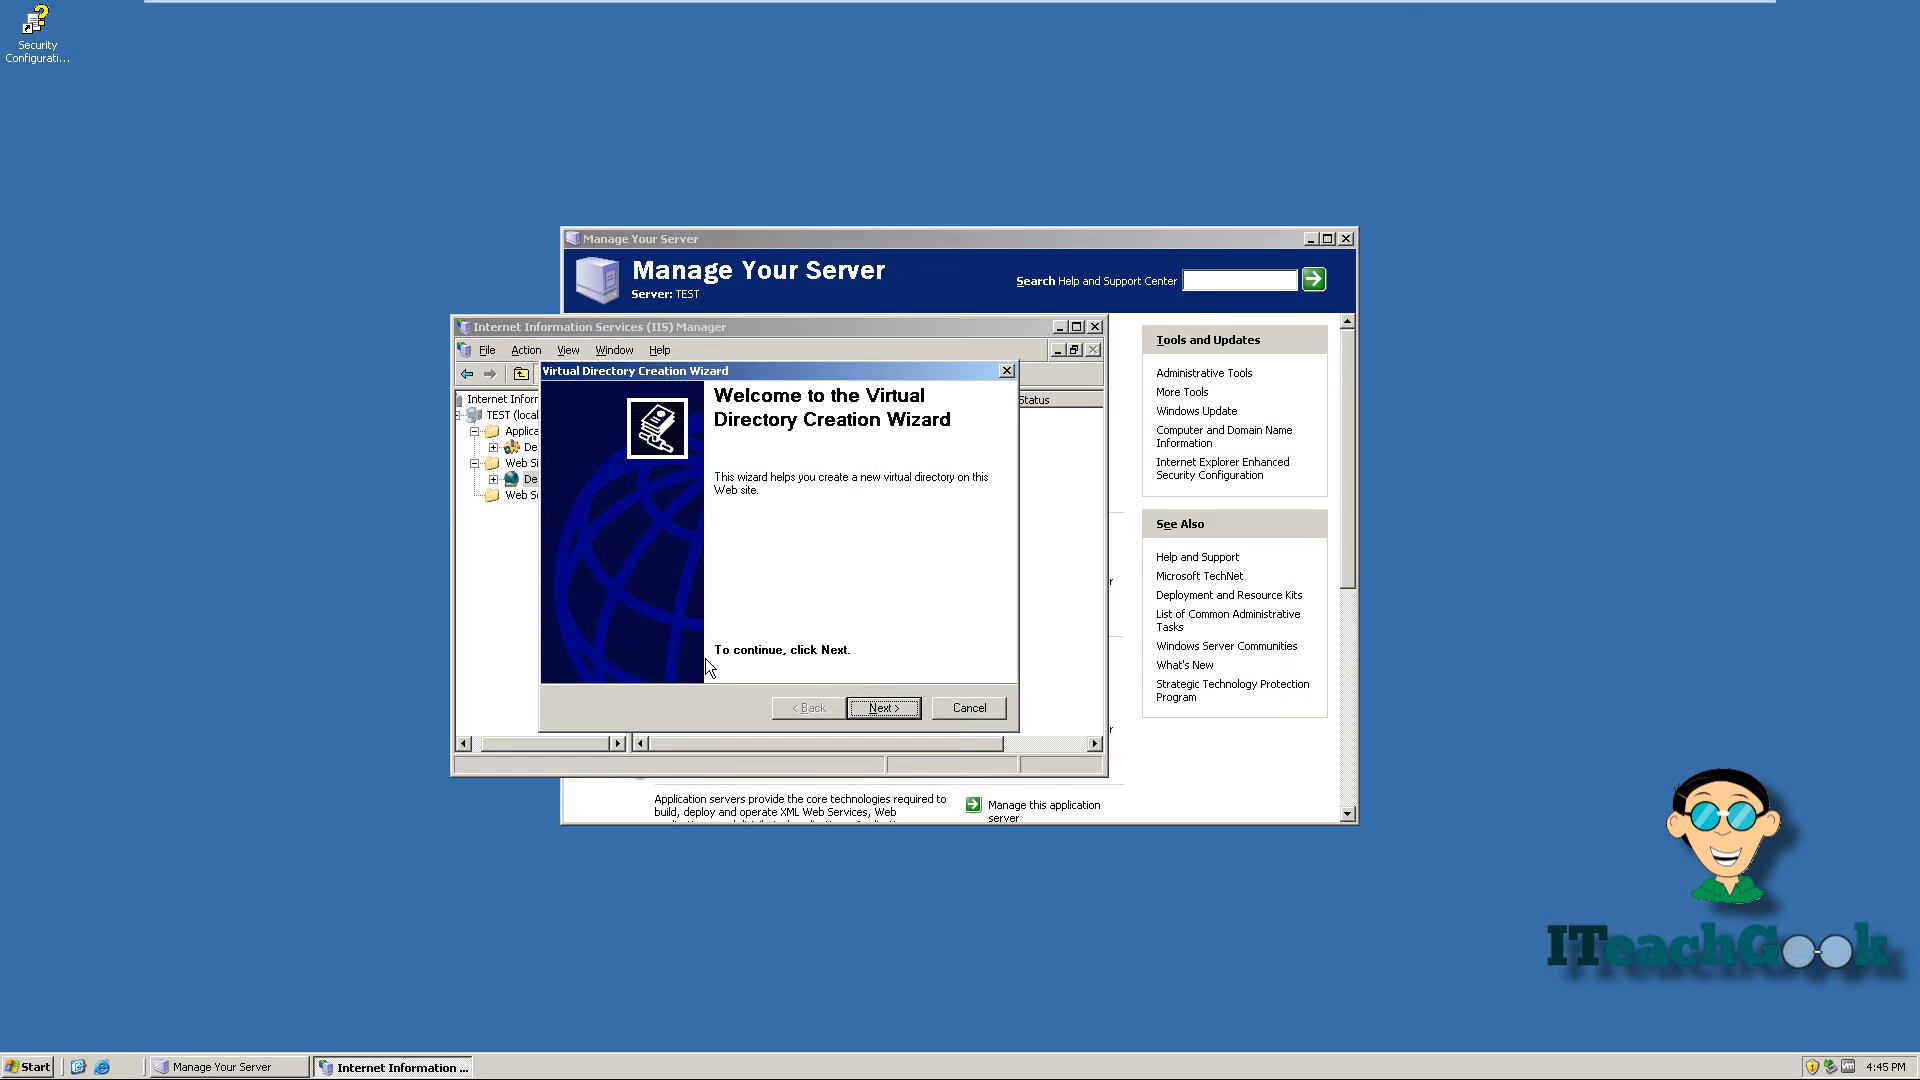 Security
Configurati...
Manage Your Server
Manage Your Server
Server: TEST
Search Help and Support Center
Internet Information Services (IIS) Manager
File Action View Window Help
Virtual Directory Creation Wizard
Status
Internet Inforr
TEST (local
Applica
De
Web Si
De
Web Se
Welcome to the Virtual
Directory Creation Wizard
This wizard helps you create a new virtual directory on this
Web site.
To continue, click Next.
< Back Next > Cancel
Tools and Updates
Administrative Tools
More Tools
Windows Update
Computer and Domain Name
Information
Internet Explorer Enhanced
Security Configuration
See Also
Help and Support
Microsoft TechNet
Deployment and Resource Kits
List of Common Administrative
Tasks
Windows Server Communities
What's New
Strategic Technology Protection
Program
Application servers provide the core technologies required to
build, deploy and operate XML Web Services, Web
Manage this application
server
ITeachGook
Start Manage Your Server Internet Information ... 4:45 PM